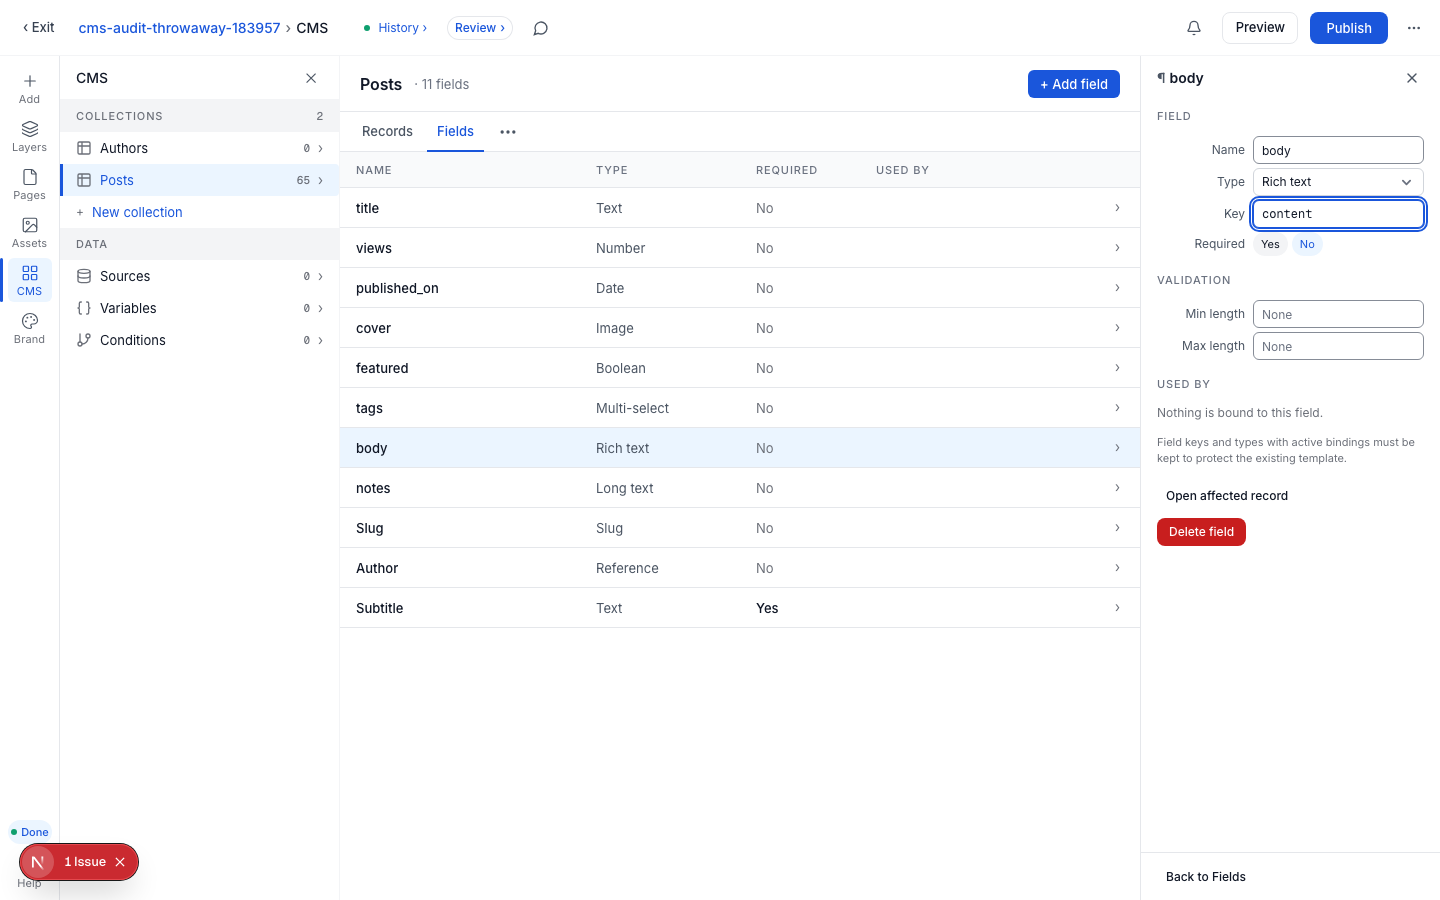 ‹ Exit
cms-audit-throwaway-183957 › CMS
History ›
Review ›
Preview
Publish
Add
Layers
Pages
Assets
CMS
Brand
Done
1 Issue
Help
CMS
COLLECTIONS 2
Authors 0 ›
Posts 65 ›
+ New collection
DATA
Sources 0 ›
Variables 0 ›
Conditions 0 ›
Posts · 11 fields
+ Add field
Records Fields
NAME TYPE REQUIRED USED BY
title Text No ›
views Number No ›
published_on Date No ›
cover Image No ›
featured Boolean No ›
tags Multi-select No ›
body Rich text No ›
notes Long text No ›
Slug Slug No ›
Author Reference No ›
Subtitle Text Yes ›
¶ body
FIELD
Name body
Type Rich text
Key content
Required Yes No
VALIDATION
Min length None
Max length None
USED BY
Nothing is bound to this field.
Field keys and types with active bindings must be
kept to protect the existing template.
Open affected record
Delete field
Back to Fields